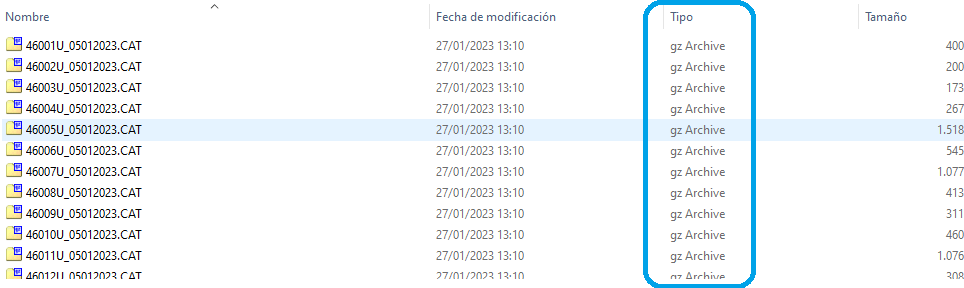 Nombre Fecha de modificación Tipo Tamaño
46001U_05012023.CAT 27/01/2023 13:10 gz Archive 400
46002U_05012023.CAT 27/01/2023 13:10 gz Archive 200
46003U_05012023.CAT 27/01/2023 13:10 gz Archive 173
46004U_05012023.CAT 27/01/2023 13:10 gz Archive 267
46005U_05012023.CAT 27/01/2023 13:10 gz Archive 1.518
46006U_05012023.CAT 27/01/2023 13:10 gz Archive 545
46007U_05012023.CAT 27/01/2023 13:10 gz Archive 1.077
46008U_05012023.CAT 27/01/2023 13:10 gz Archive 413
46009U_05012023.CAT 27/01/2023 13:10 gz Archive 311
46010U_05012023.CAT 27/01/2023 13:10 gz Archive 460
46011U_05012023.CAT 27/01/2023 13:10 gz Archive 1.076
46012U_05012023.CAT 27/01/2023 13:10 gz Archive 308